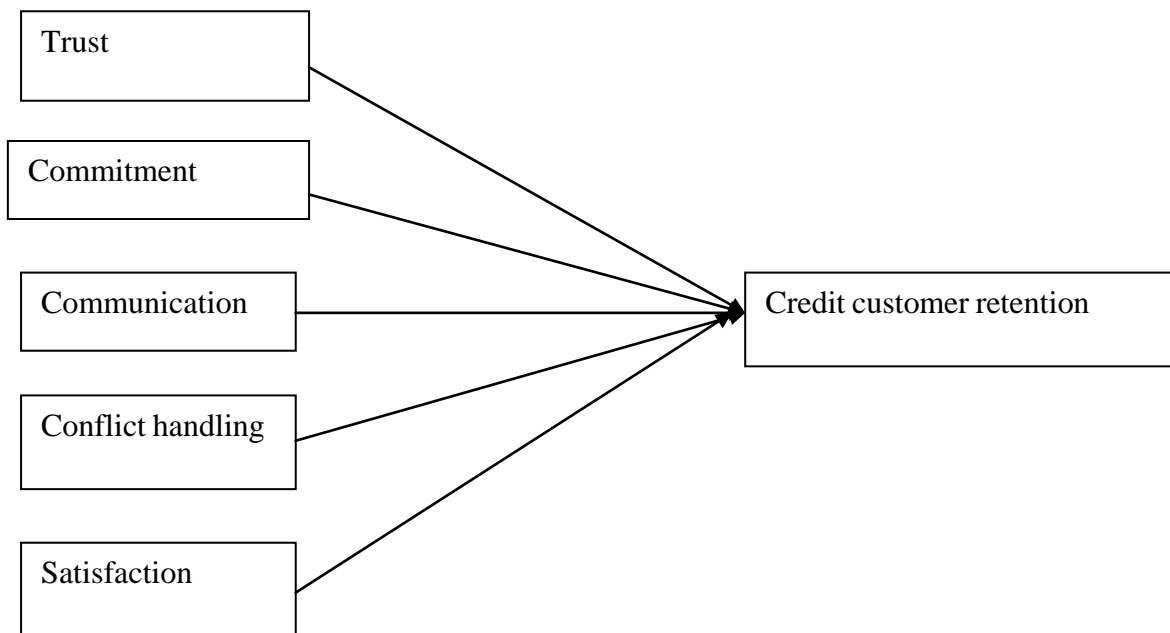 Trust
Commitment
Communication
Credit customer retention
Conflict handling
Satisfaction